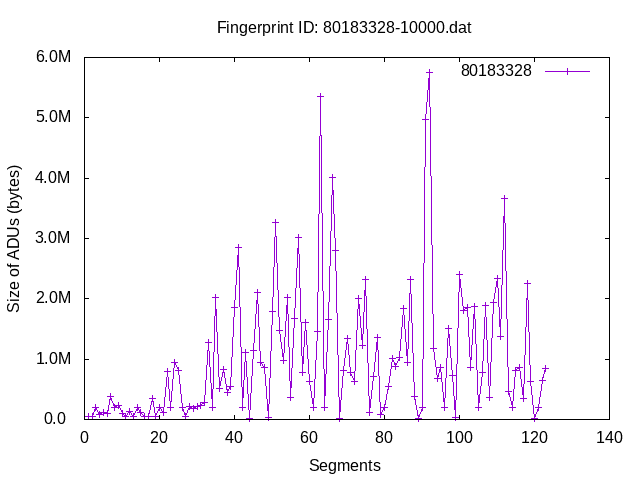 Fingerprint ID: 80183328-10000.dat
80183328
6.0M
5.0M
4.0M
3.0M
2.0M
1.0M
0.0
Size of ADUs (bytes)
0 20 40 60 80 100 120 140
Segments